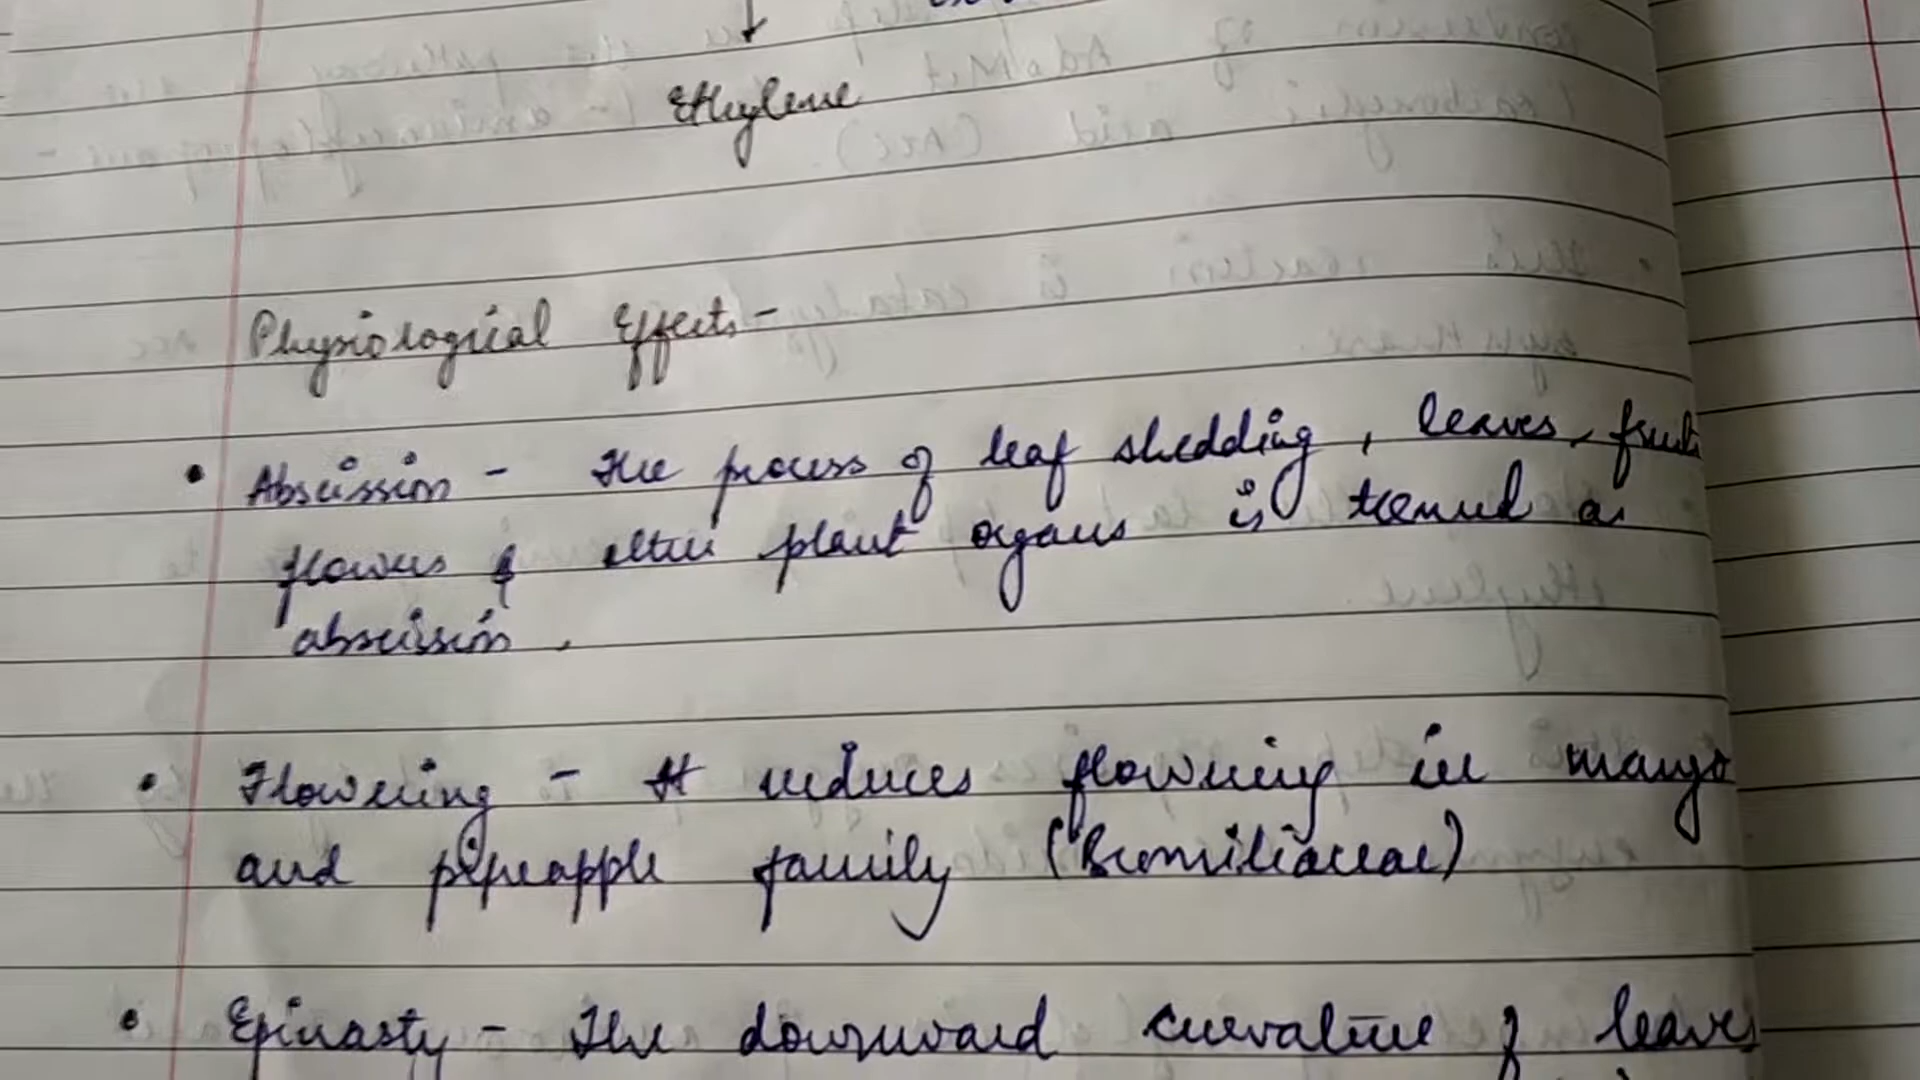 Ethylene
Physiological Effects -
• Abscission - The process of leaf shedding, leaves, fruits
flowers & other plant organs is termed as
abscission.
• Flowering - It reduces flowering in mango
and pineapple family (Bromiliaceae)
• Epinasty - The downward curvature of leaves